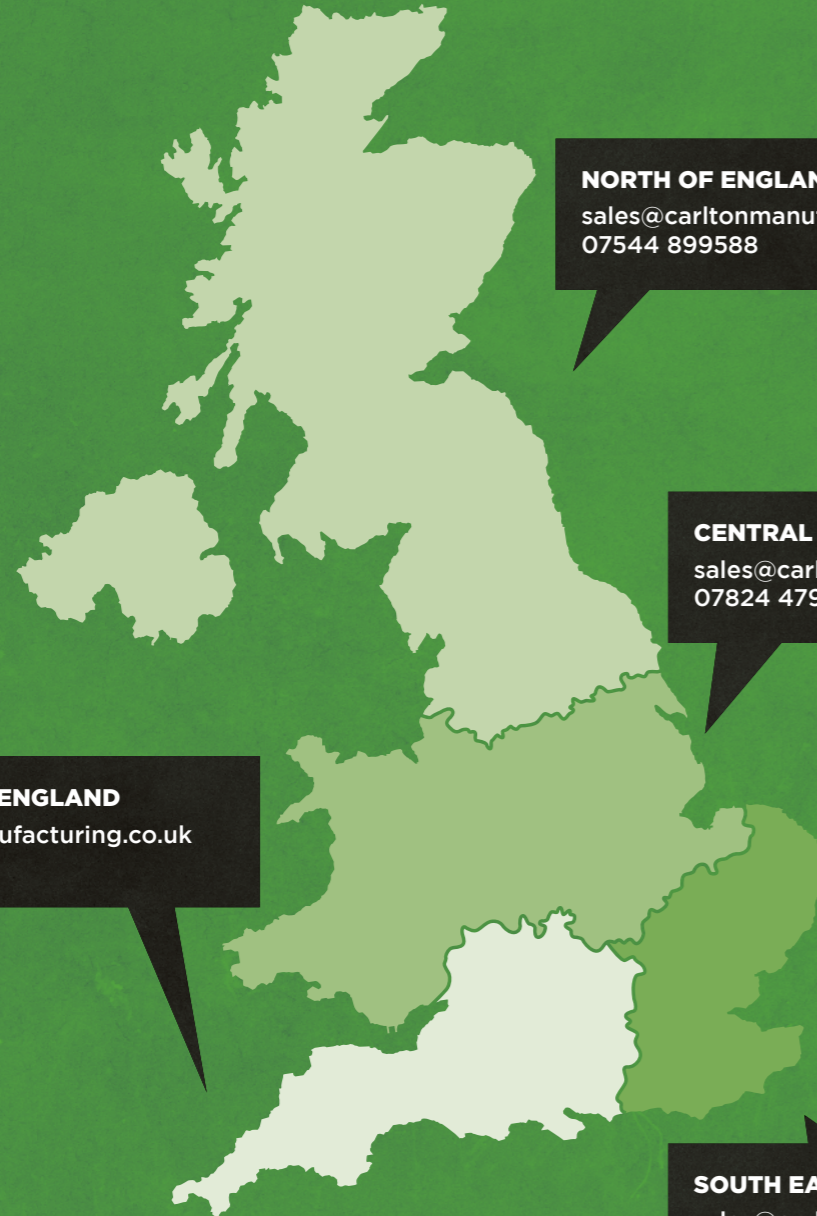 NORTH OF ENGLAN
sales@carltonmanu
07544 899588
CENTRAL
sales@carl
07824 479
ENGLAND
ufacturing.co.uk
SOUTH EA